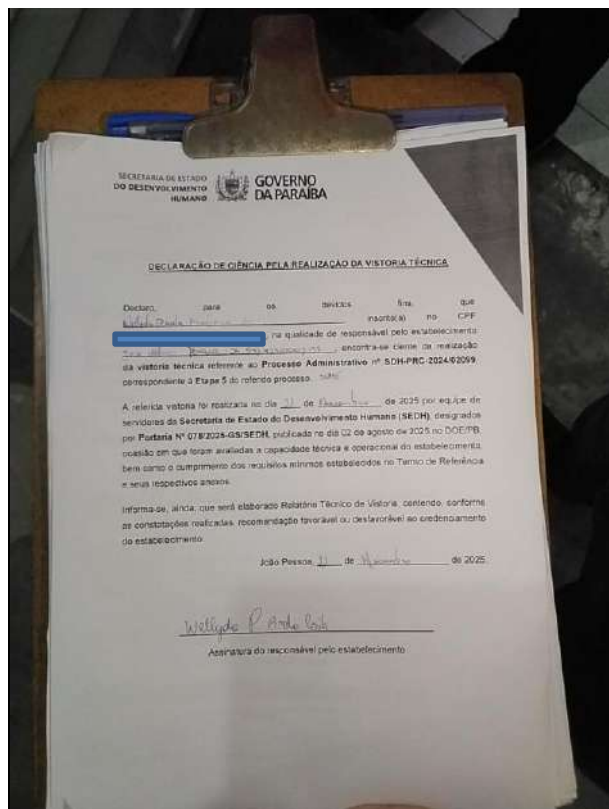 SECRETARIA DE ESTADO
DO DESENVOLVIMENTO
HUMANO
GOVERNO
DA PARAÍBA
DECLARAÇÃO DE CIÊNCIA PELA REALIZAÇÃO DA VISTORIA TÉCNICA
Declaro, para os devidos fins, que
inscrito(a) no CPF
, na qualidade de responsável pelo estabelecimento
, encontra-se ciente da realização
da vistoria técnica referente ao Processo Administrativo nº SDH-PRC-2024/02099,
correspondente à Etapa 5 do referido processo.
A referida vistoria foi realizada no dia 11 de de 2025 por equipe de
servidores da Secretaria de Estado do Desenvolvimento Humano (SEDH), designados
por Portaria Nº 078/2025-GS/SEDH, publicada no dia 02 de agosto de 2025 no DOE/PB,
ocasião em que foram avaliadas a capacidade técnica e operacional do estabelecimento,
bem como o cumprimento dos requisitos mínimos estabelecidos no Termo de Referência
e seus respectivos anexos.
Informa-se, ainda, que será elaborado Relatório Técnico de Vistoria, contendo, conforme
as constatações realizadas, recomendação favorável ou desfavorável ao credenciamento
do estabelecimento.
João Pessoa, 11 de de 2025
Assinatura do responsável pelo estabelecimento